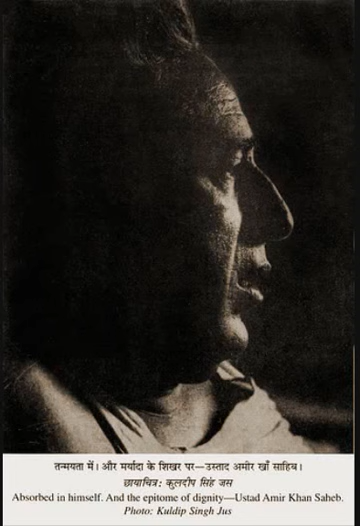 तन्मयता में। और मर्यादा के शिखर पर—उस्ताद अमीर खाँ साहिब।
छायाचित्र: कुलदीप सिंह जस
Absorbed in himself. And the epitome of dignity—Ustad Amir Khan Saheb.
Photo: Kuldip Singh Jus